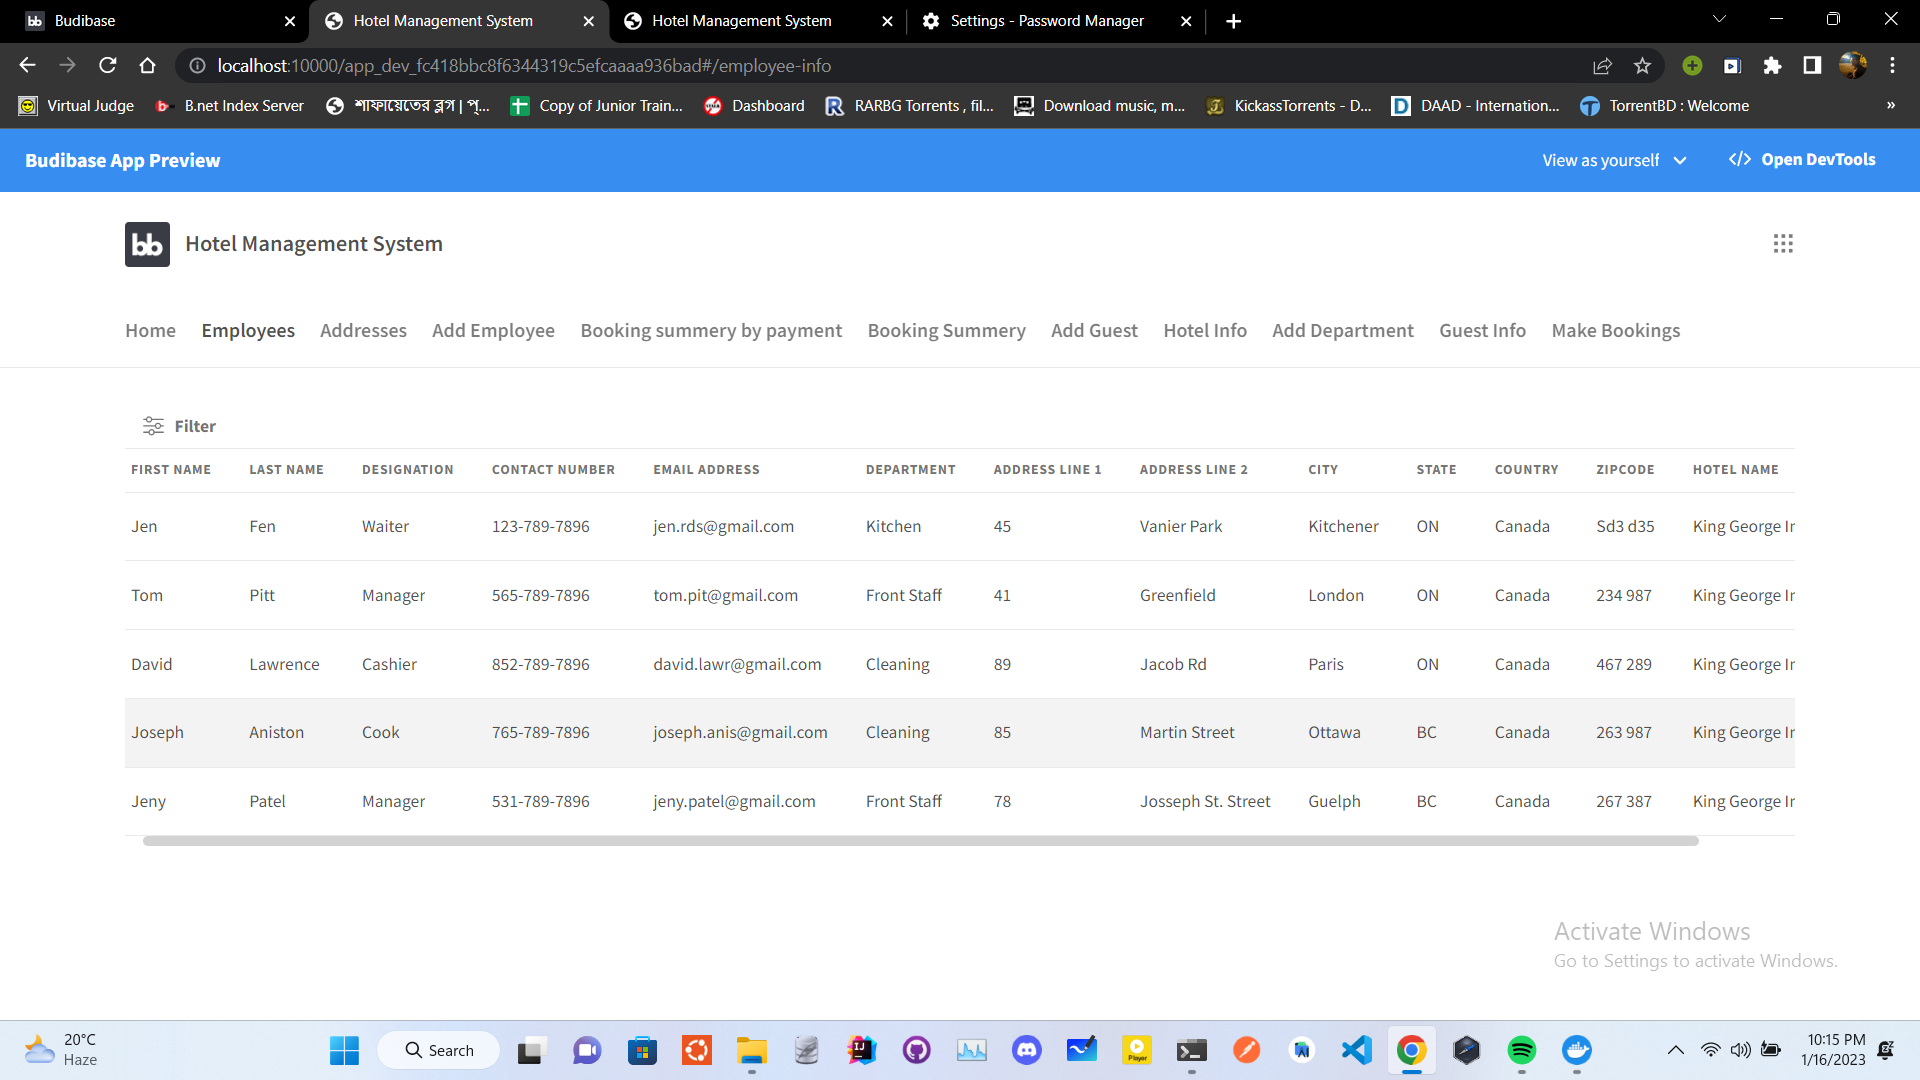 bb Budibase
Hotel Management System
Hotel Management System
Settings - Password Manager
localhost:10000/app_dev_fc418bbc8f6344319c5efcaaaa936bad#/employee-info
Virtual Judge
B.net Index Server
শাফায়েতের ব্লগ | প্...
Copy of Junior Train...
Dashboard
RARBG Torrents , fil...
Download music, m...
KickassTorrents - D...
DAAD - Internation...
TorrentBD : Welcome
»
Budibase App Preview
View as yourself
</> Open DevTools
bb Hotel Management System
Home Employees Addresses Add Employee Booking summery by payment Booking Summery Add Guest Hotel Info Add Department Guest Info Make Bookings
Filter
FIRST NAME LAST NAME DESIGNATION CONTACT NUMBER EMAIL ADDRESS DEPARTMENT ADDRESS LINE 1 ADDRESS LINE 2 CITY STATE COUNTRY ZIPCODE HOTEL NAME
Jen Fen Waiter 123-789-7896 jen.rds@gmail.com Kitchen 45 Vanier Park Kitchener ON Canada Sd3 d35 King George Ir
Tom Pitt Manager 565-789-7896 tom.pit@gmail.com Front Staff 41 Greenfield London ON Canada 234 987 King George Ir
David Lawrence Cashier 852-789-7896 david.lawr@gmail.com Cleaning 89 Jacob Rd Paris ON Canada 467 289 King George Ir
Joseph Aniston Cook 765-789-7896 joseph.anis@gmail.com Cleaning 85 Martin Street Ottawa BC Canada 263 987 King George Ir
Jeny Patel Manager 531-789-7896 jeny.patel@gmail.com Front Staff 78 Josseph St. Street Guelph BC Canada 267 387 King George Ir
Activate Windows
Go to Settings to activate Windows.
20°C
Haze
Search
10:15 PM
1/16/2023